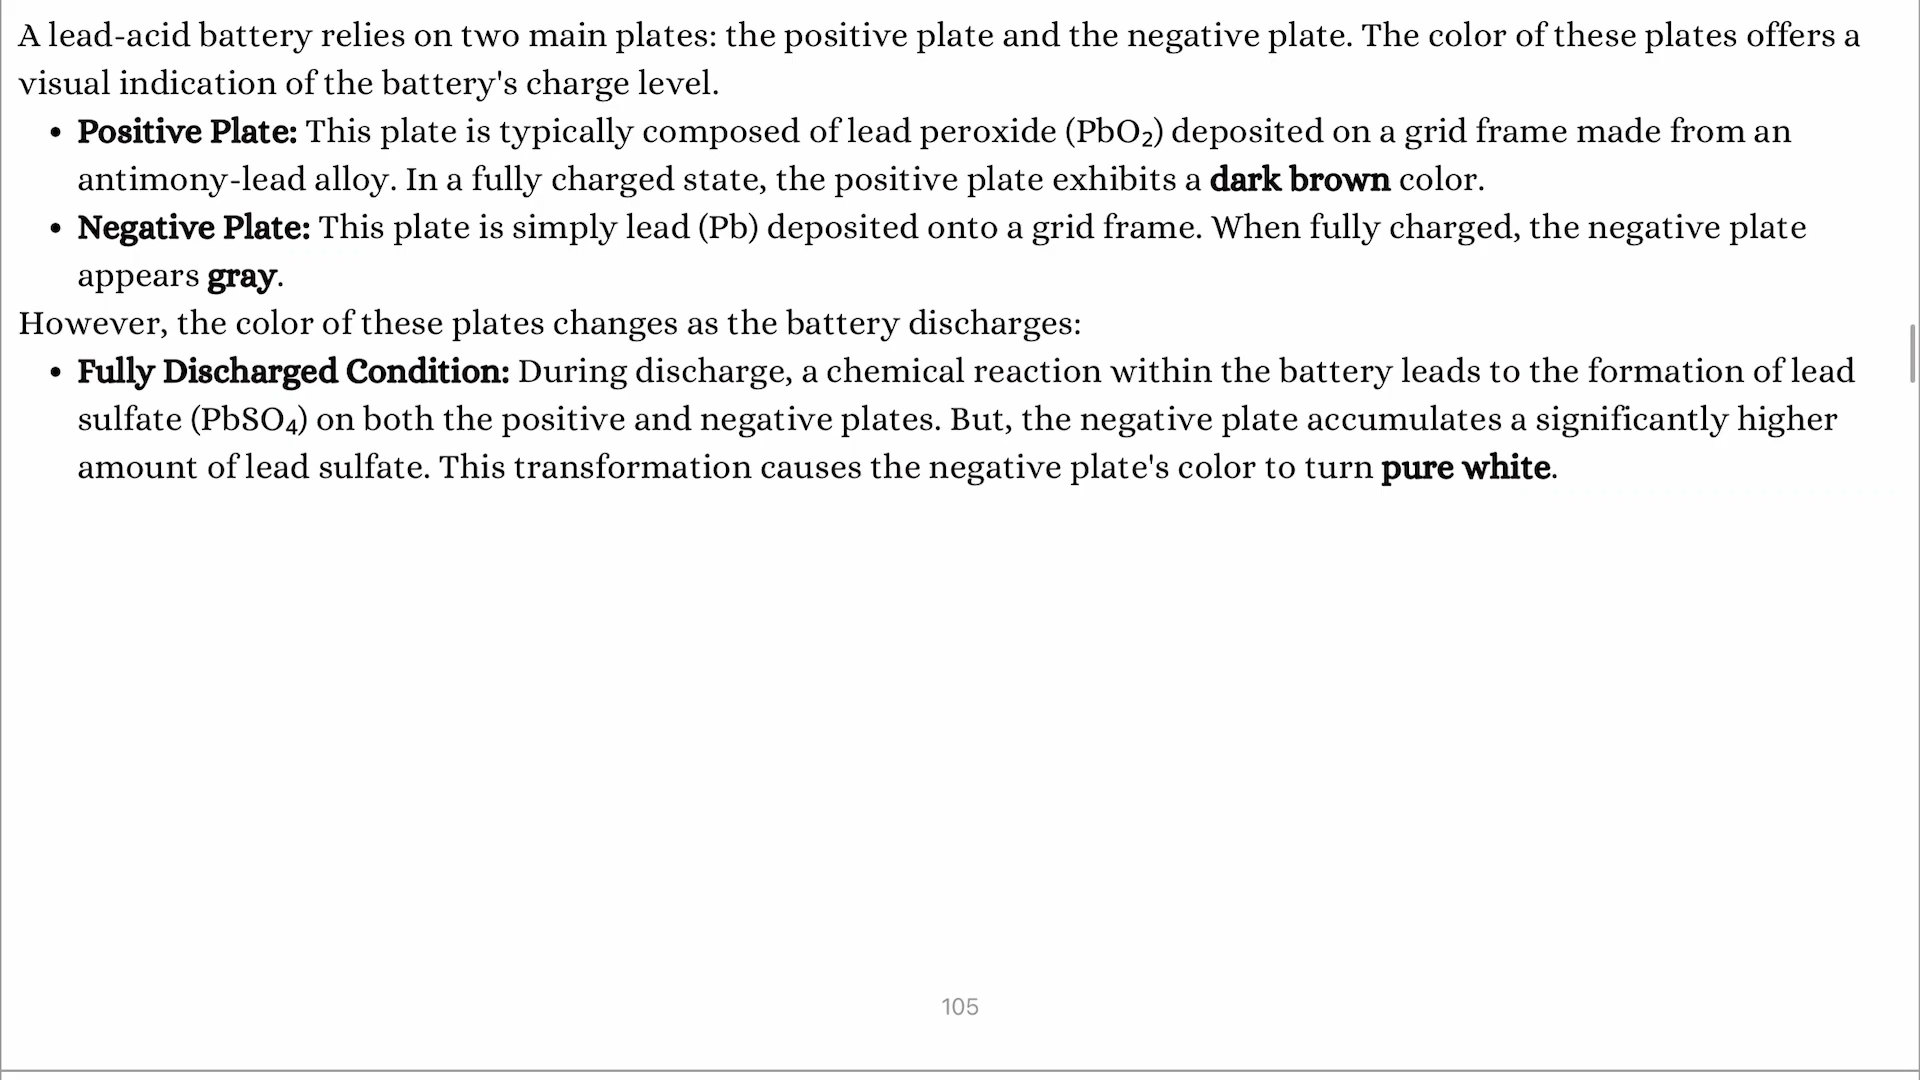 A lead-acid battery relies on two main plates: the positive plate and the negative plate. The color of these plates offers a
visual indication of the battery's charge level.
• Positive Plate: This plate is typically composed of lead peroxide (PbO₂) deposited on a grid frame made from an
antimony-lead alloy. In a fully charged state, the positive plate exhibits a dark brown color.
• Negative Plate: This plate is simply lead (Pb) deposited onto a grid frame. When fully charged, the negative plate
appears gray.
However, the color of these plates changes as the battery discharges:
• Fully Discharged Condition: During discharge, a chemical reaction within the battery leads to the formation of lead
sulfate (PbSO₄) on both the positive and negative plates. But, the negative plate accumulates a significantly higher
amount of lead sulfate. This transformation causes the negative plate's color to turn pure white.
105